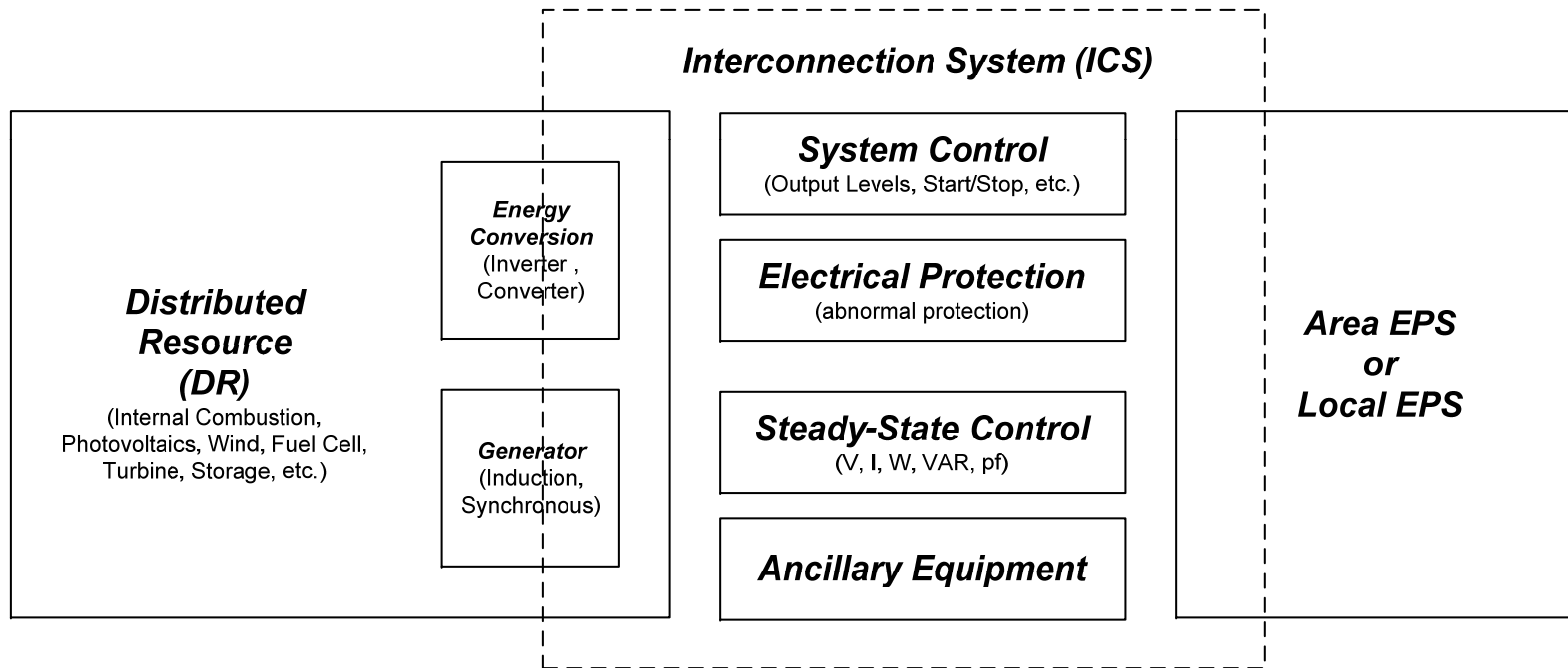 Interconnection System (ICS)
Distributed
Resource
(DR)
(Internal Combustion,
Photovoltaics, Wind, Fuel Cell,
Turbine, Storage, etc.)
Energy
Conversion
(Inverter ,
Converter)
Generator
(Induction,
Synchronous)
System Control
(Output Levels, Start/Stop, etc.)
Electrical Protection
(abnormal protection)
Steady-State Control
(V, I, W, VAR, pf)
Ancillary Equipment
Area EPS
or
Local EPS